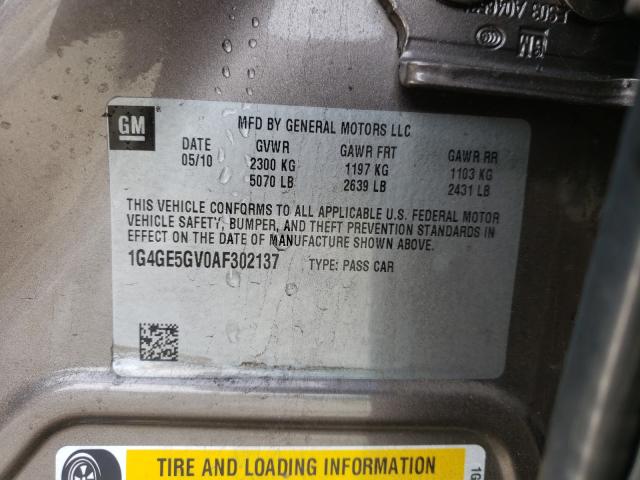 GM
MFD BY GENERAL MOTORS LLC
DATE GVWR GAWR FRT GAWR RR
05/10 2300 KG 1197 KG 1103 KG
5070 LB 2639 LB 2431 LB
THIS VEHICLE CONFORMS TO ALL APPLICABLE U.S. FEDERAL MOTOR
VEHICLE SAFETY, BUMPER, AND THEFT PREVENTION STANDARDS IN
EFFECT ON THE DATE OF MANUFACTURE SHOWN ABOVE.
1G4GE5GV0AF302137 TYPE: PASS CAR
TIRE AND LOADING INFORMATION
GM